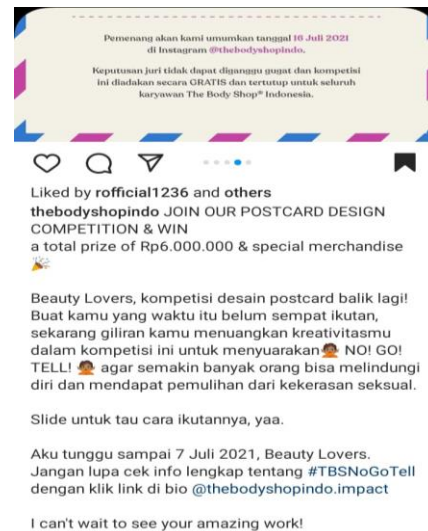 Pemenang akan kami umumkan tanggal 16 Juli 2021
di Instagram @thebodyshopindo.
Keputusan juri tidak dapat diganggu gugat dan kompetisi
ini diadakan secara GRATIS dan tertutup untuk seluruh
karyawan The Body Shop® Indonesia.
Liked by rofficial1236 and others
thebodyshopindo JOIN OUR POSTCARD DESIGN
COMPETITION & WIN
a total prize of Rp6.000.000 & special merchandise
🎉
Beauty Lovers, kompetisi desain postcard balik lagi!
Buat kamu yang waktu itu belum sempat ikutan,
sekarang giliran kamu menuangkan kreativitasmu
dalam kompetisi ini untuk menyuarakan🙅🏾 NO! GO!
TELL! 🙅🏾 agar semakin banyak orang bisa melindungi
diri dan mendapat pemulihan dari kekerasan seksual.
Slide untuk tau cara ikutannya, yaa.
Aku tunggu sampai 7 Juli 2021, Beauty Lovers.
Jangan lupa cek info lengkap tentang #TBSNoGoTell
dengan klik link di bio @thebodyshopindo.impact
I can't wait to see your amazing work!